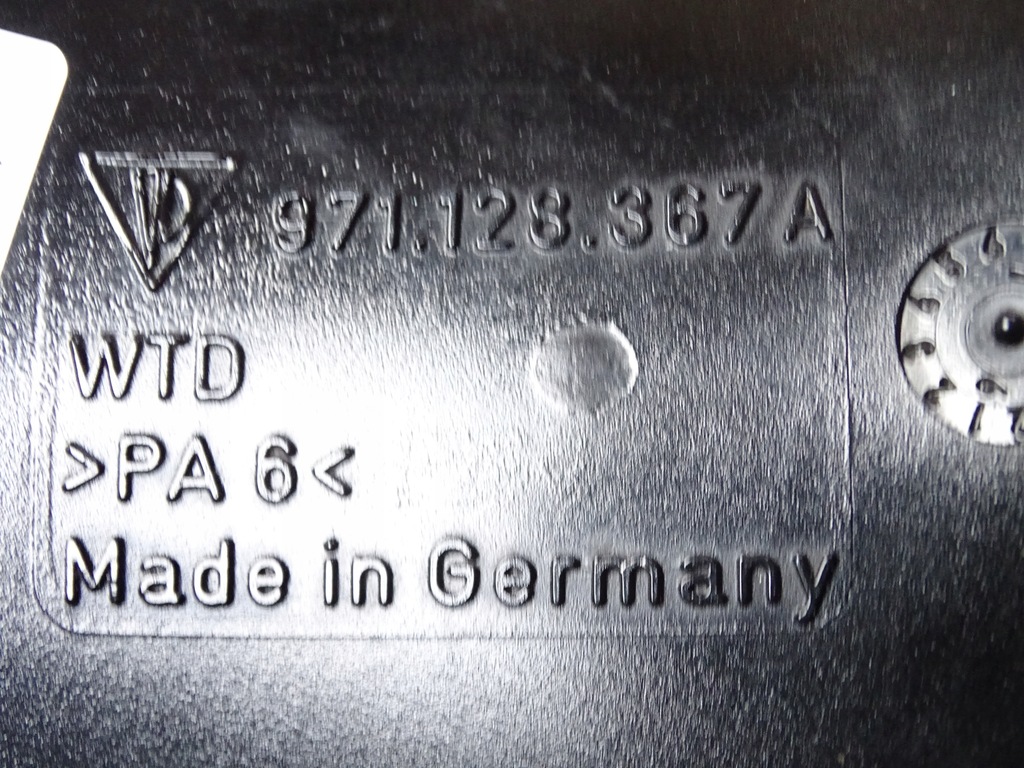 971.128.367 A
WTD
>PA 6<
Made in Germany